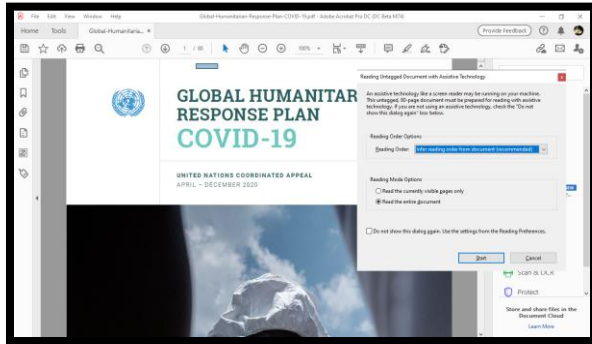 Global-Humanitarian-Response-Plan-COVID-19.pdf - Adobe Acrobat Pro DC (DC Beta MTA)
File Edit View Window Help
Home Tools Global-Humanitaria... ×
Provide Feedback
1 / 80
GLOBAL HUMANITAR
RESPONSE PLAN
COVID-19
UNITED NATIONS COORDINATED APPEAL
APRIL – DECEMBER 2020
Reading Untagged Document with Assistive Technology
An assistive technology like a screen reader may be running on your machine.
This untagged, 80-page document must be prepared for reading with assistive
technology. If you are not using an assistive technology, check the "Do not
show this dialog again" box below.
Reading Order Options
Reading Order: Infer reading order from document (recommended)
Reading Mode Options
Read the currently visible pages only
Read the entire document
Do not show this dialog again. Use the settings from the Reading Preferences.
Start Cancel
Scan & OCR
Protect
Store and share files in the
Document Cloud
Learn More